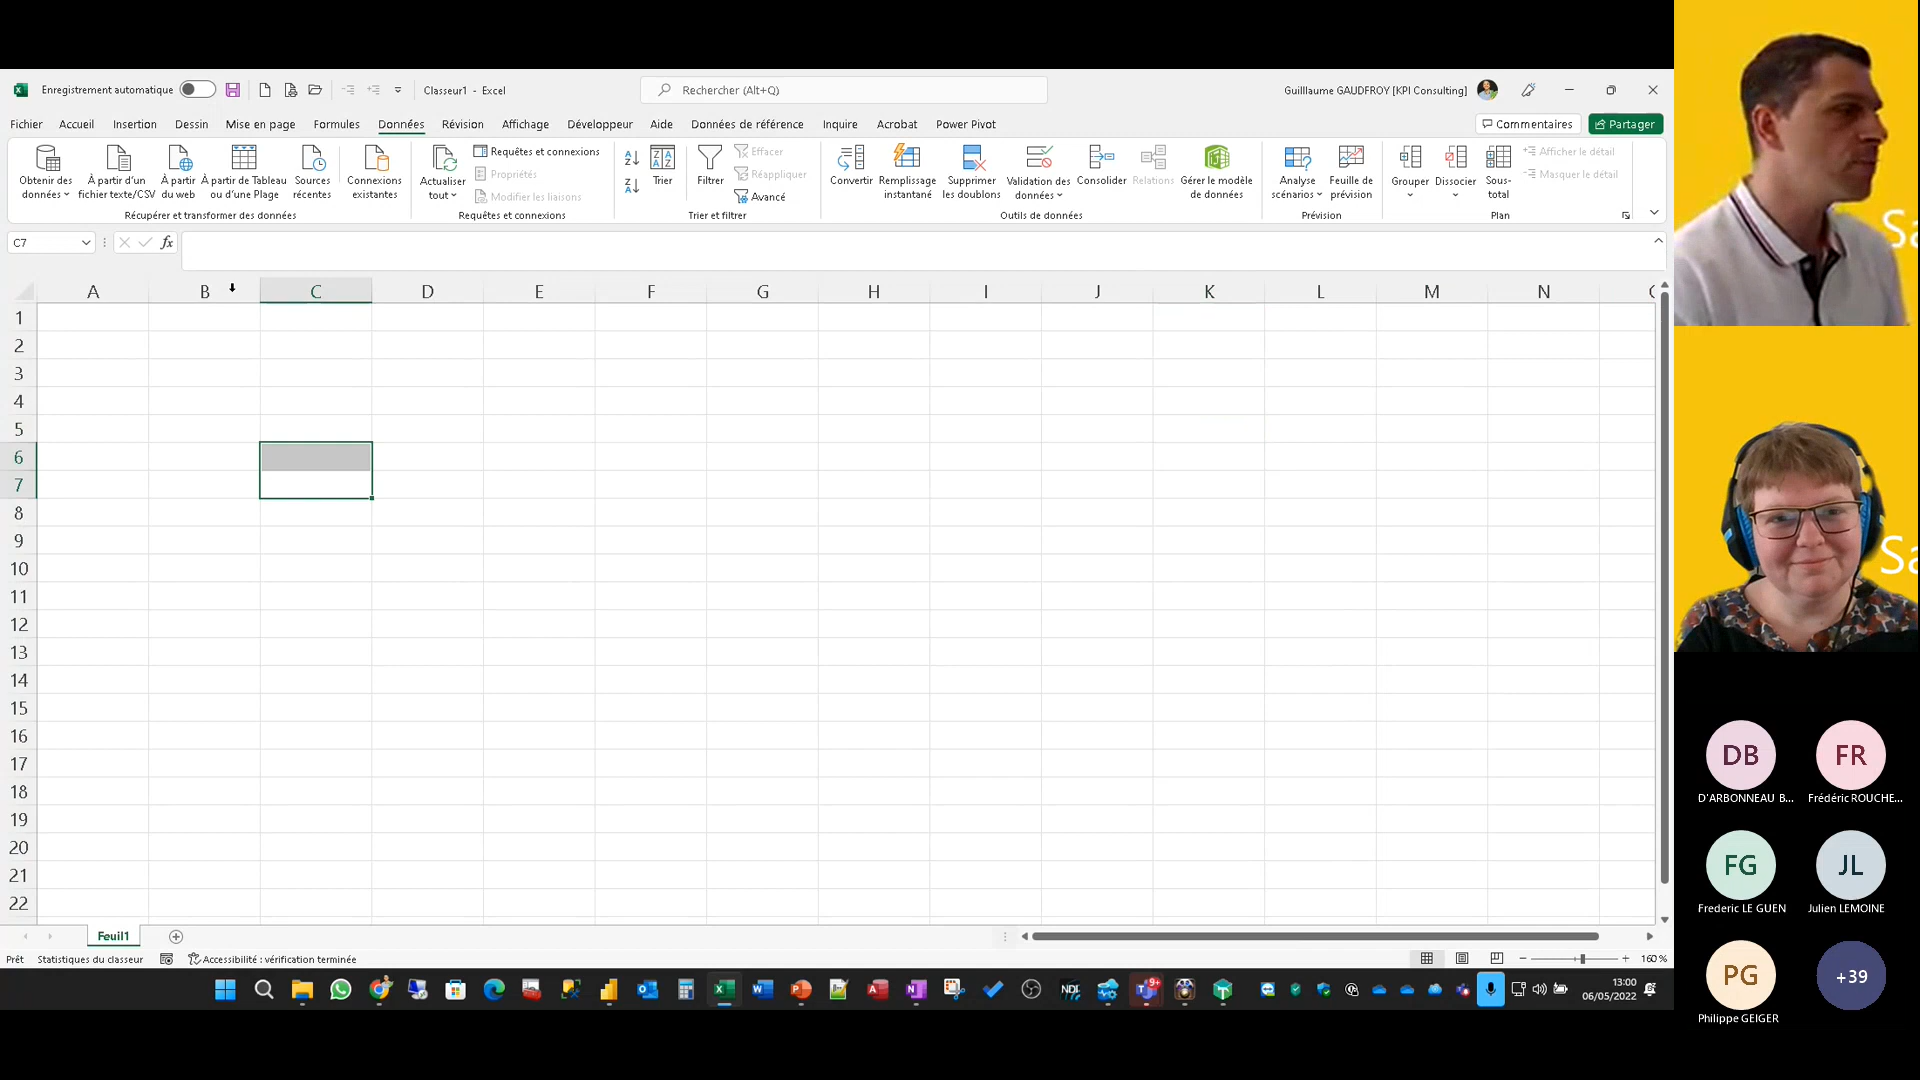 Enregistrement automatique
Classeur1 - Excel
Rechercher (Alt+Q)
Guilllaume GAUDFROY [KPI Consulting]
Fichier Accueil Insertion Dessin Mise en page Formules Données Révision Affichage Développeur Aide Données de référence Inquire Acrobat Power Pivot
Commentaires Partager
Obtenir des
données
À partir d'un
fichier texte/CSV
À partir
du web
À partir de Tableau
ou d'une Plage
Sources
récentes
Connexions
existantes
Récupérer et transformer des données
Actualiser
tout
Requêtes et connexions
Propriétés
Modifier les liaisons
Requêtes et connexions
Trier
Filtrer
Effacer
Réappliquer
Avancé
Trier et filtrer
Convertir
Remplissage
instantané
Supprimer
les doublons
Validation des
données
Consolider
Relations
Gérer le modèle
de données
Outils de données
Analyse
scénarios
Feuille de
prévision
Prévision
Grouper
Dissocier
Sous-
total
Afficher le détail
Masquer le détail
Plan
C7
fx
A B C D E F G H I J K L M N
1
2
3
4
5
6
7
8
9
10
11
12
13
14
15
16
17
18
19
20
21
22
Feuil1
Prêt Statistiques du classeur Accessibilité : vérification terminée
160 %
13:00
06/05/2022
Sa
Sa
DB
D'ARBONNEAU B...
FR
Frédéric ROUCHE...
FG
Frederic LE GUEN
JL
Julien LEMOINE
PG
Philippe GEIGER
+39